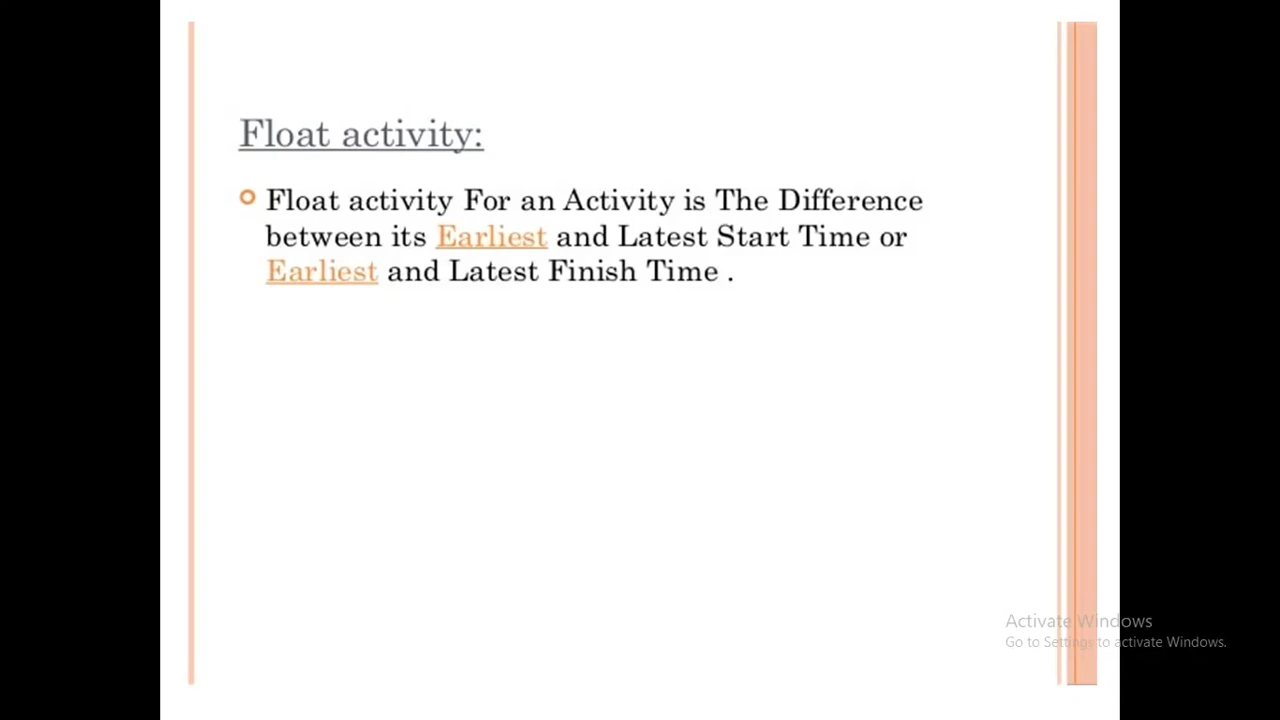 Float activity:
Float activity For an Activity is The Difference
between its Earliest and Latest Start Time or
Earliest and Latest Finish Time .
Activate Windows
Go to Settings to activate Windows.